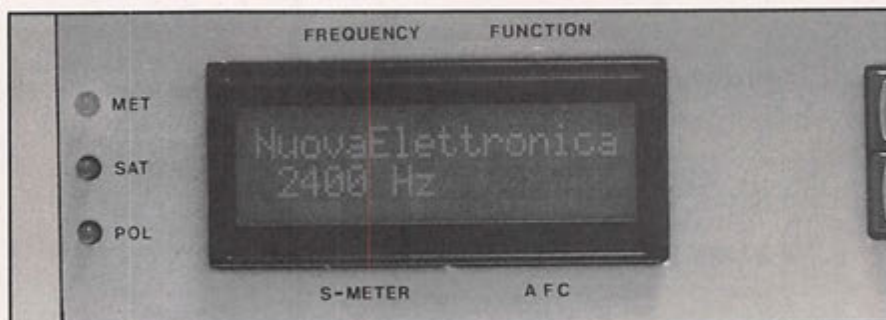 FREQUENCY FUNCTION
MET
SAT
POL
NuovaElettronica
2400 Hz
S-METER AFC